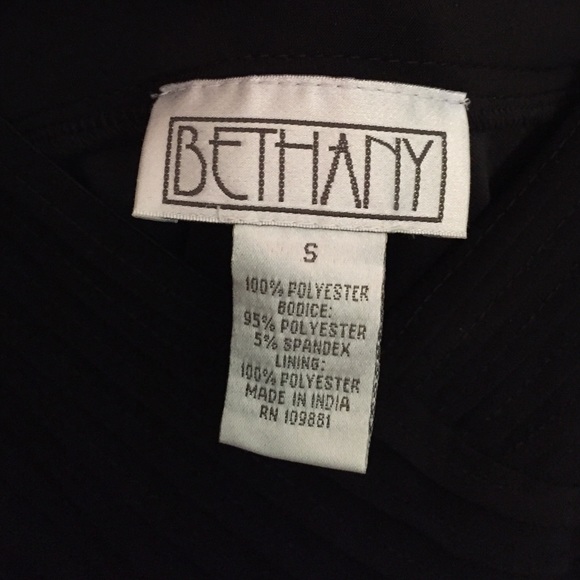 BETHANY
S
100% POLYESTER
BODICE:
95% POLYESTER
5% SPANDEX
LINING:
100% POLYESTER
MADE IN INDIA
RN 109881